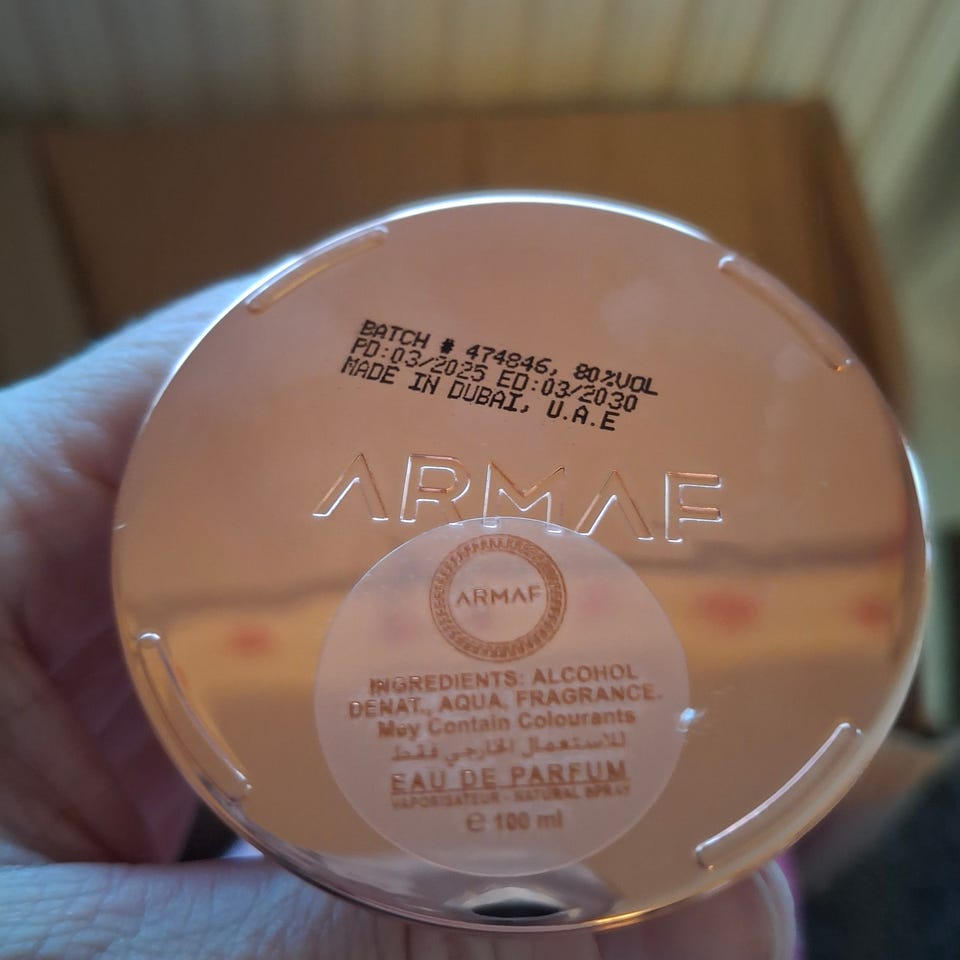 BATCH # 474846, 80%VOL
PD:03/2025 ED:03/2030
MADE IN DUBAI, U.A.E
ARMAF
ARMAF
INGREDIENTS: ALCOHOL
DENAT., AQUA, FRAGRANCE.
May Contain Colourants
للاستعمال الخارجي فقط
EAU DE PARFUM
VAPORISATEUR - NATURAL SPRAY
e 100 ml